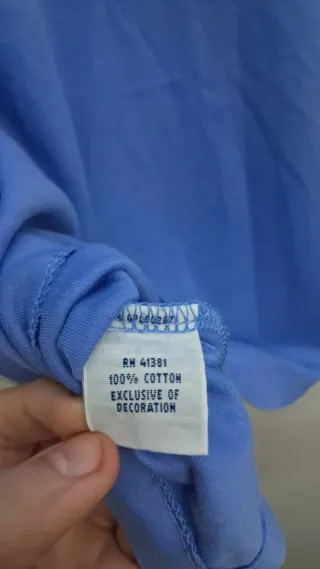 RN 41381
100% COTTON
EXCLUSIVE OF
DECORATION